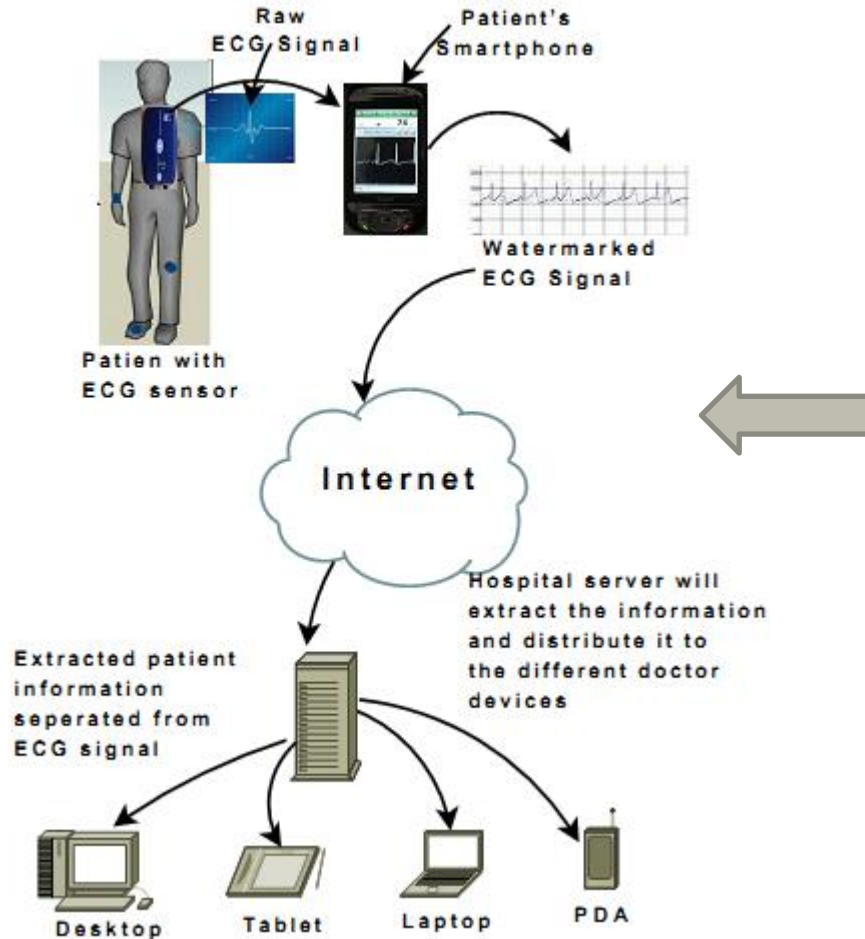 Raw
ECG Signal
Patient's
Smartphone
Watermarked
ECG Signal
Patien with
ECG sensor
Internet
Hospital server will
extract the information
and distribute it to
the different doctor
devices
Extracted patient
information
seperated from
ECG signal
Desktop
Tablet
Laptop
PDA